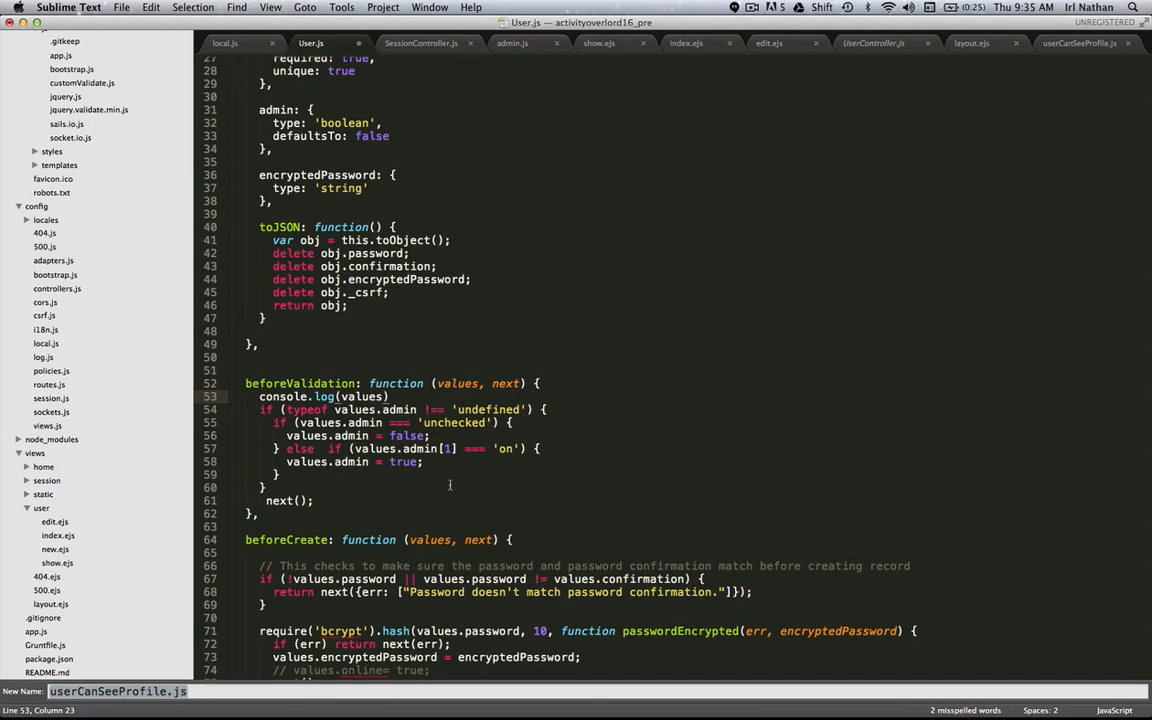 Sublime Text File Edit Selection Find View Goto Tools Project Window Help 5 Shift (0:25) Thu 9:35 AM Irl Nathan
User.js — activityoverlord16_pre UNREGISTERED
local.js × User.js SessionController.js × admin.js × show.ejs × index.ejs × edit.ejs × UserController.js × layout.ejs × userCanSeeProfile.js ×
js
.gitkeep
app.js
bootstrap.js
customValidate.js
jquery.js
jquery.validate.min.js
sails.io.js
socket.io.js
styles
templates
favicon.ico
robots.txt
config
locales
404.js
500.js
adapters.js
bootstrap.js
controllers.js
cors.js
csrf.js
i18n.js
local.js
log.js
policies.js
routes.js
session.js
sockets.js
views.js
node_modules
views
home
session
static
user
edit.ejs
index.ejs
new.ejs
show.ejs
404.ejs
500.ejs
layout.ejs
.gitignore
app.js
Gruntfile.js
package.json
README.md
27 required: true,
28 unique: true
29 },
30
31 admin: {
32 type: 'boolean',
33 defaultsTo: false
34 },
35
36 encryptedPassword: {
37 type: 'string'
38 },
39
40 toJSON: function() {
41 var obj = this.toObject();
42 delete obj.password;
43 delete obj.confirmation;
44 delete obj.encryptedPassword;
45 delete obj._csrf;
46 return obj;
47 }
48
49 },
50
51
52 beforeValidation: function (values, next) {
53 console.log(values)
54 if (typeof values.admin !== 'undefined') {
55 if (values.admin === 'unchecked') {
56 values.admin = false;
57 } else  if (values.admin[1] === 'on') {
58 values.admin = true;
59 }
60 }
61 next();
62 },
63
64 beforeCreate: function (values, next) {
65
66 // This checks to make sure the password and password confirmation match before creating record
67 if (!values.password || values.password != values.confirmation) {
68 return next({err: ["Password doesn't match password confirmation."]});
69 }
70
71 require('bcrypt').hash(values.password, 10, function passwordEncrypted(err, encryptedPassword) {
72 if (err) return next(err);
73 values.encryptedPassword = encryptedPassword;
74 // values.online= true;
New Name: userCanSeeProfile.js
Line 53, Column 23 2 misspelled words Spaces: 2 JavaScript